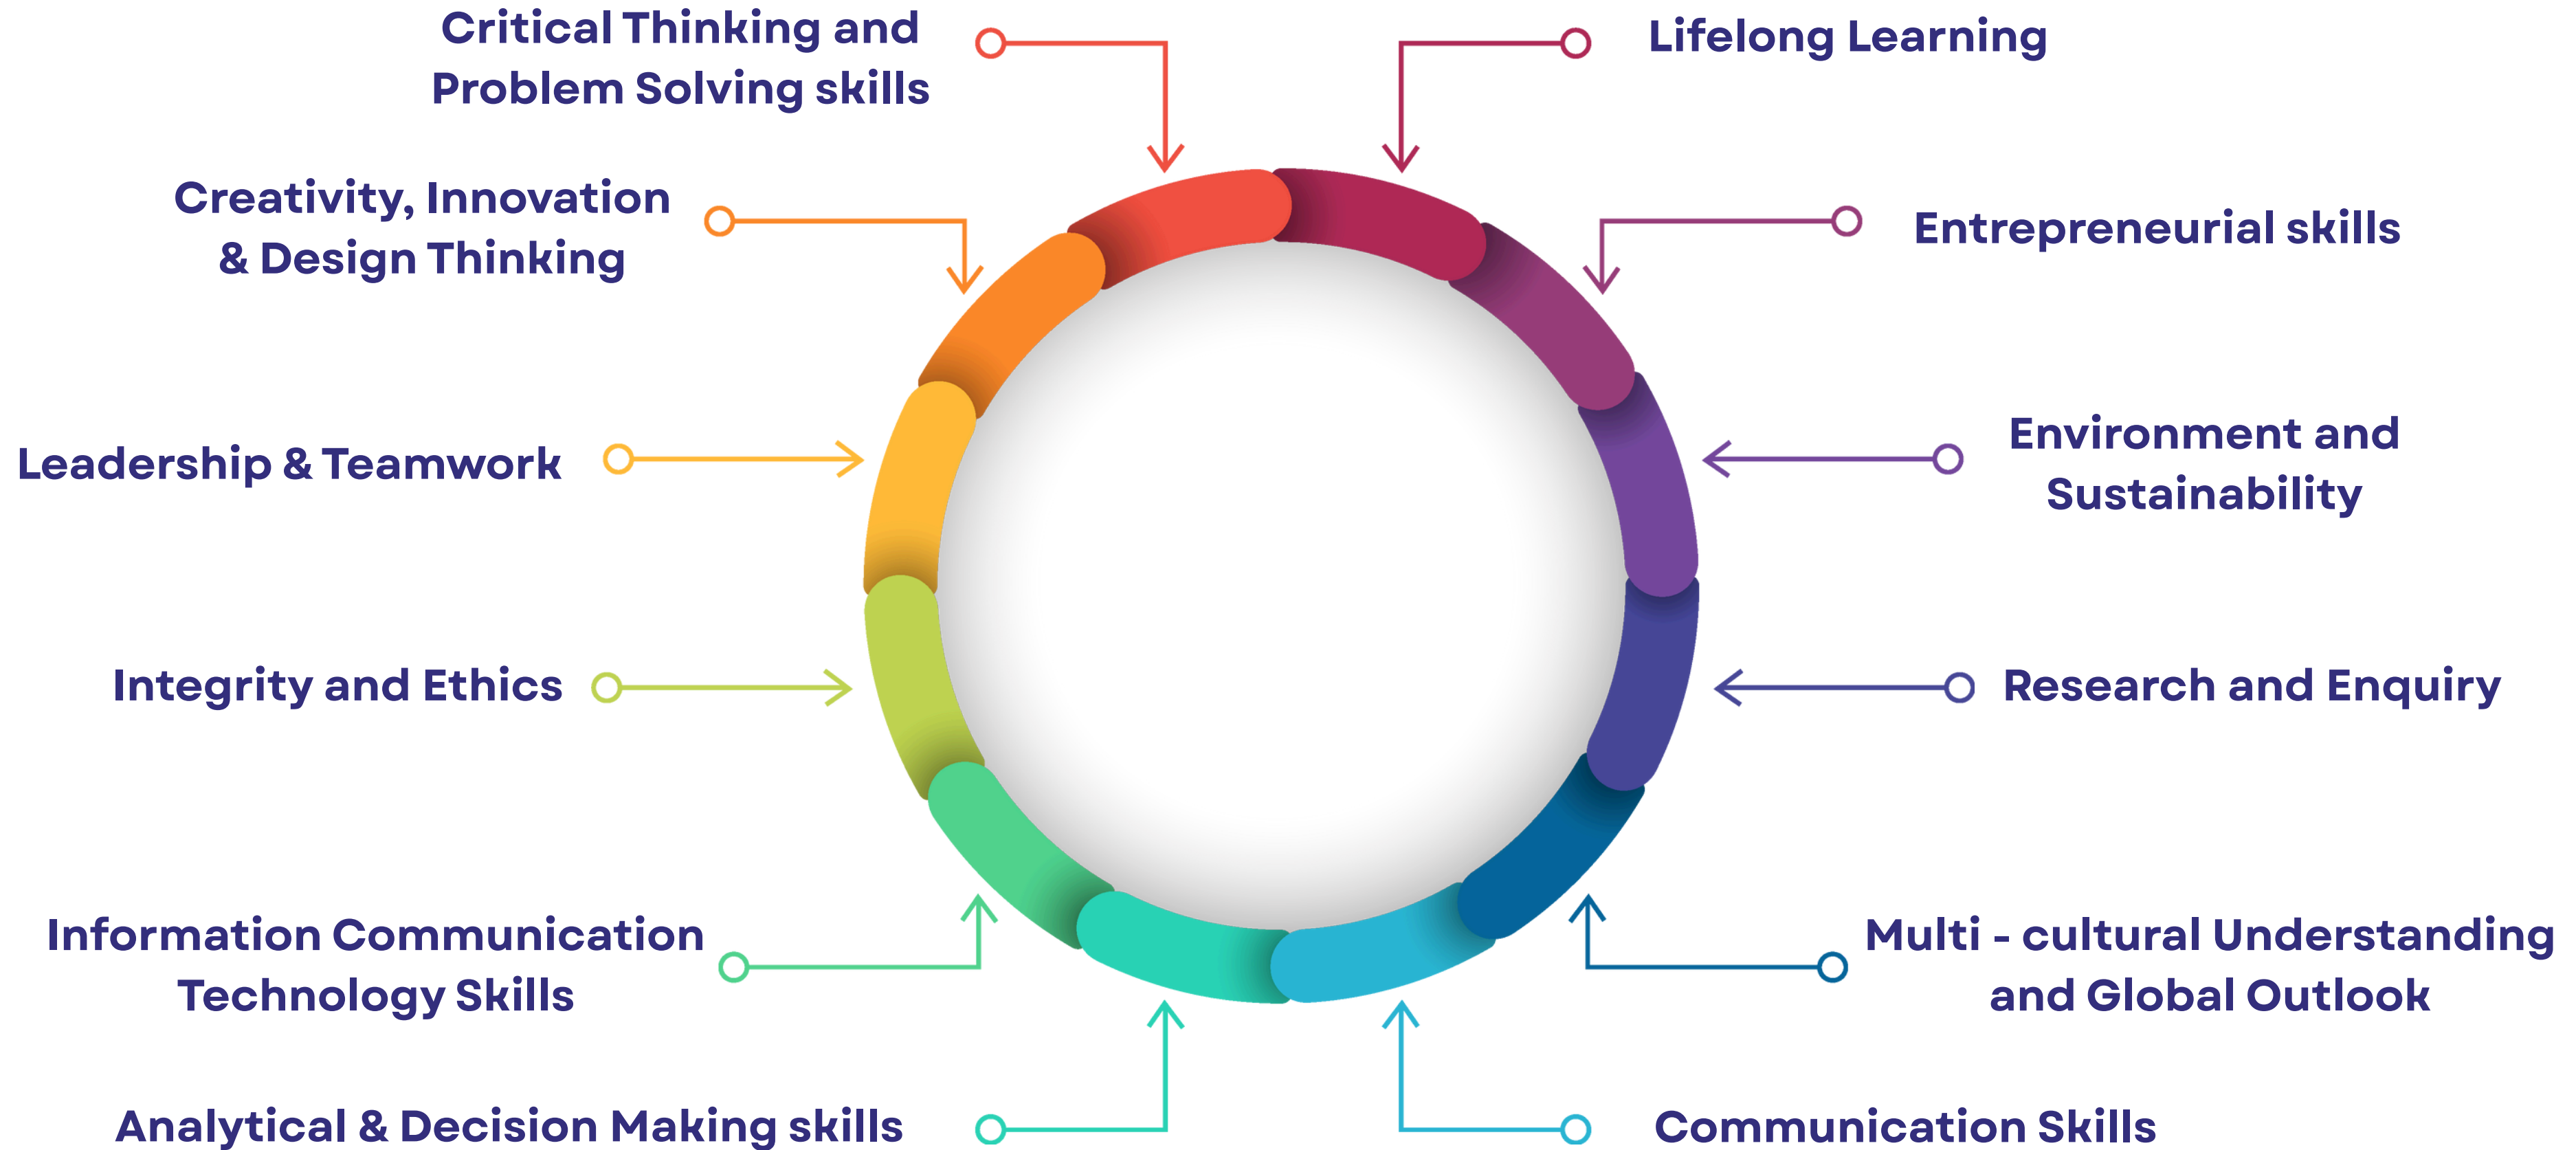 Critical Thinking and
Problem Solving skills
Lifelong Learning
Creativity, Innovation
& Design Thinking
Entrepreneurial skills
Leadership & Teamwork
Environment and
Sustainability
Integrity and Ethics
Research and Enquiry
Information Communication
Technology Skills
Multi - cultural Understanding
and Global Outlook
Analytical & Decision Making skills
Communication Skills